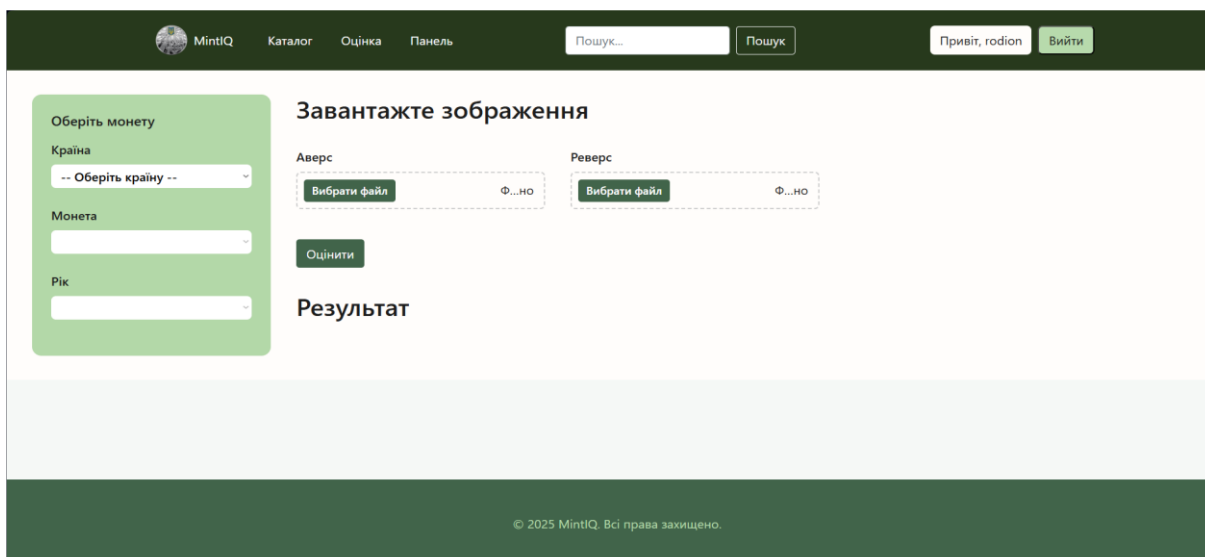 MintIQ Каталог Оцінка Панель Пошук... Пошук Привіт, rodion Вийти
Оберіть монету
Країна
-- Оберіть країну --
Монета
Рік
Завантажте зображення
Аверс Реверс
Вибрати файл Ф...но Вибрати файл Ф...но
Оцінити
Результат
© 2025 MintIQ. Всі права захищено.